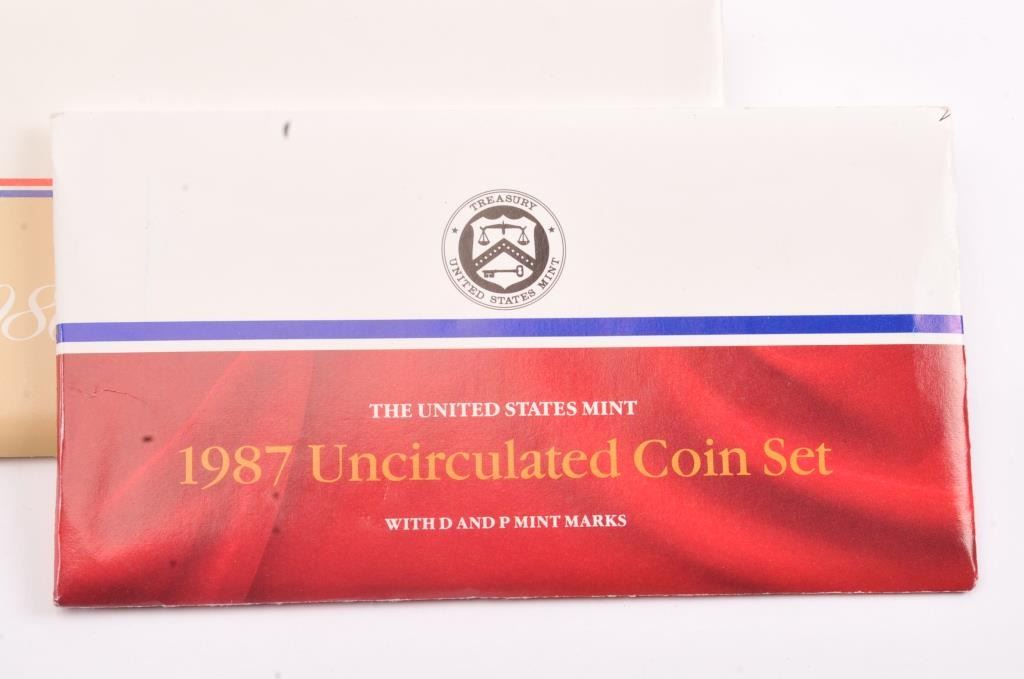 TREASURY
UNITED STATES MINT
THE UNITED STATES MINT
1987 Uncirculated Coin Set
WITH D AND P MINT MARKS